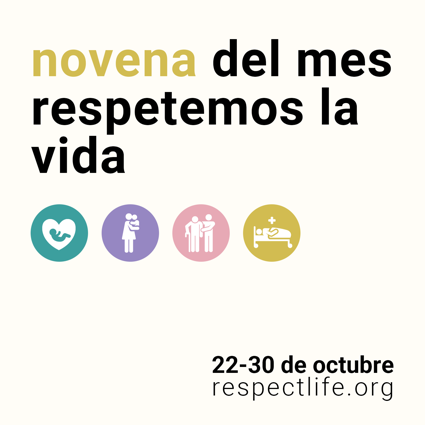 novena del mes
respetemos la
vida
22-30 de octubre
respectlife.org